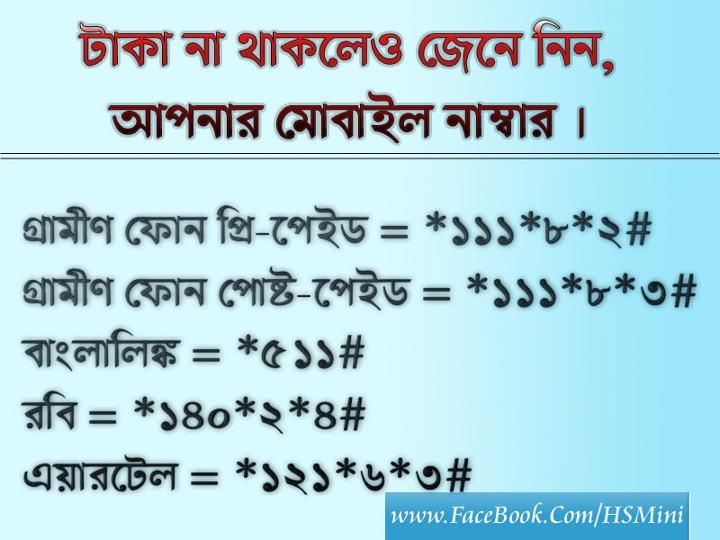 টাকা না থাকলেও জেনে নিন,
আপনার মোবাইল নাম্বার ।
গ্রামীণ ফোন প্রি-পেইড = *১১১*৮*২#
গ্রামীণ ফোন পোষ্ট-পেইড = *১১১*৮*৩#
বাংলালিঙ্ক = *৫১১#
রবি = *১৪০*২*৪#
এয়ারটেল = *১২১*৬*৩#
www.FaceBook.Com/HSMini